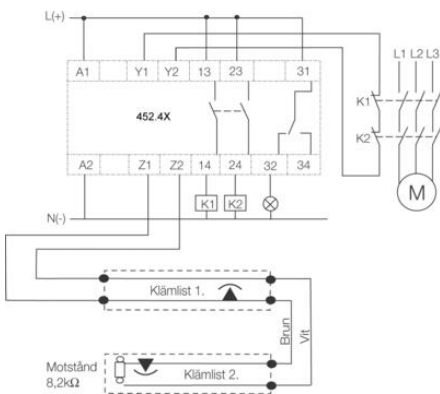 L(+)
A1 Y1 Y2 13 23 31
L1 L2 L3
452.4X
K1
K2
A2 Z1 Z2 14 24 32 34
K1 K2
M
N(-)
Klämlist 1.
Brun
Vit
Motstånd
8,2kΩ
Klämlist 2.